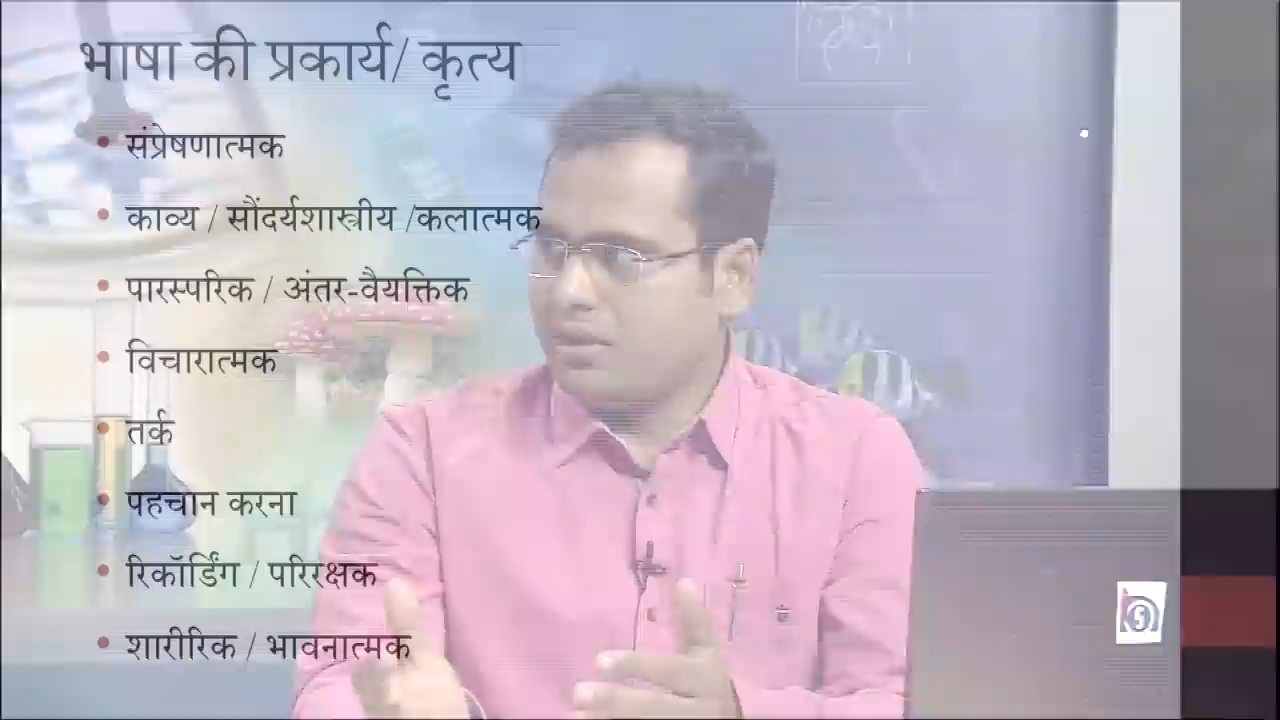 भाषा की प्रकार्य/ कृत्य
• संप्रेषणात्मक
• काव्य / सौंदर्यशास्त्रीय /कलात्मक
• पारस्परिक / अंतर-वैयक्तिक
• विचारात्मक
• तर्क
• पहचान करना
• रिकॉर्डिंग / परिरक्षक
• शारीरिक / भावनात्मक